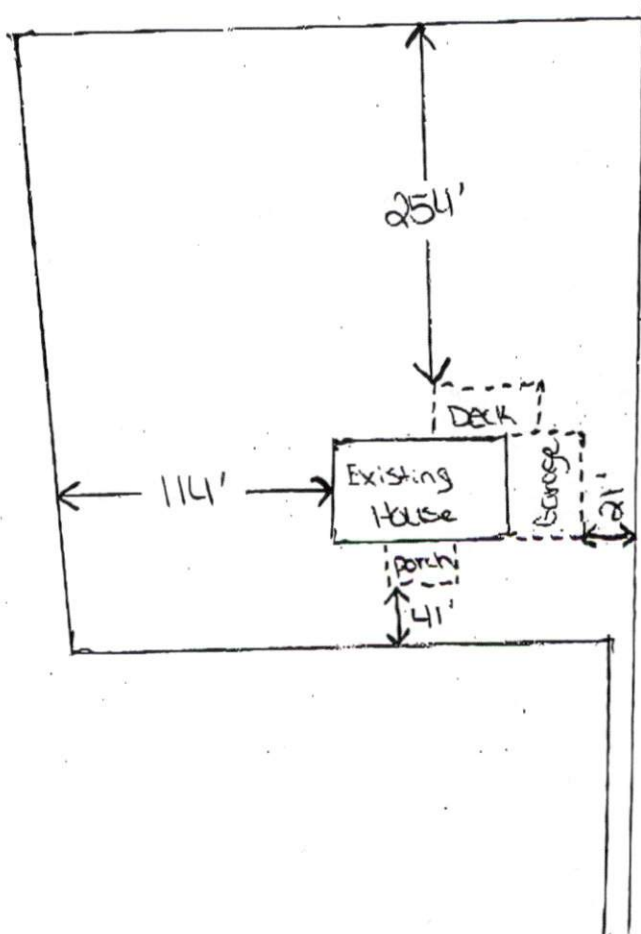 254'
Deck
Existing
House
Garage
114'
21'
Porch
41'